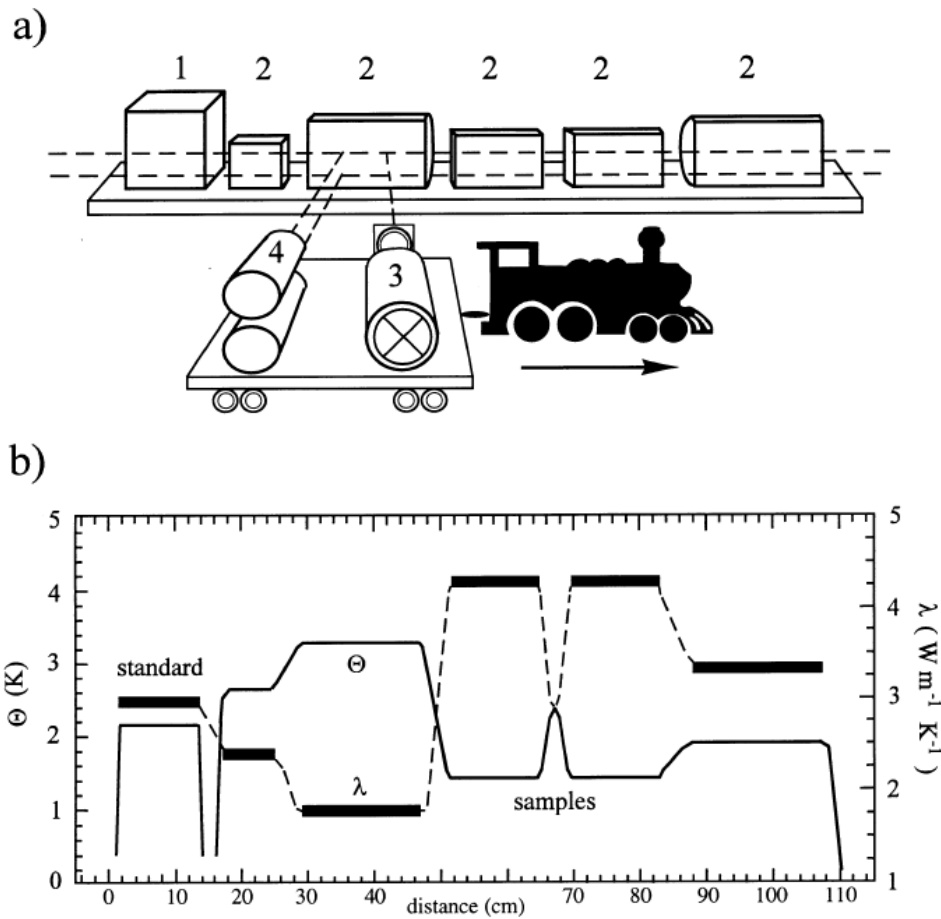 a)
1 2 2 2 2 2
4 3
b)
5 5
4 4
3 3
2 2
1
0 1
Θ (K)
λ ( W m⁻¹ K⁻¹ )
standard
Θ
λ
samples
0 10 20 30 40 50 60 70 80 90 100 110
distance (cm)